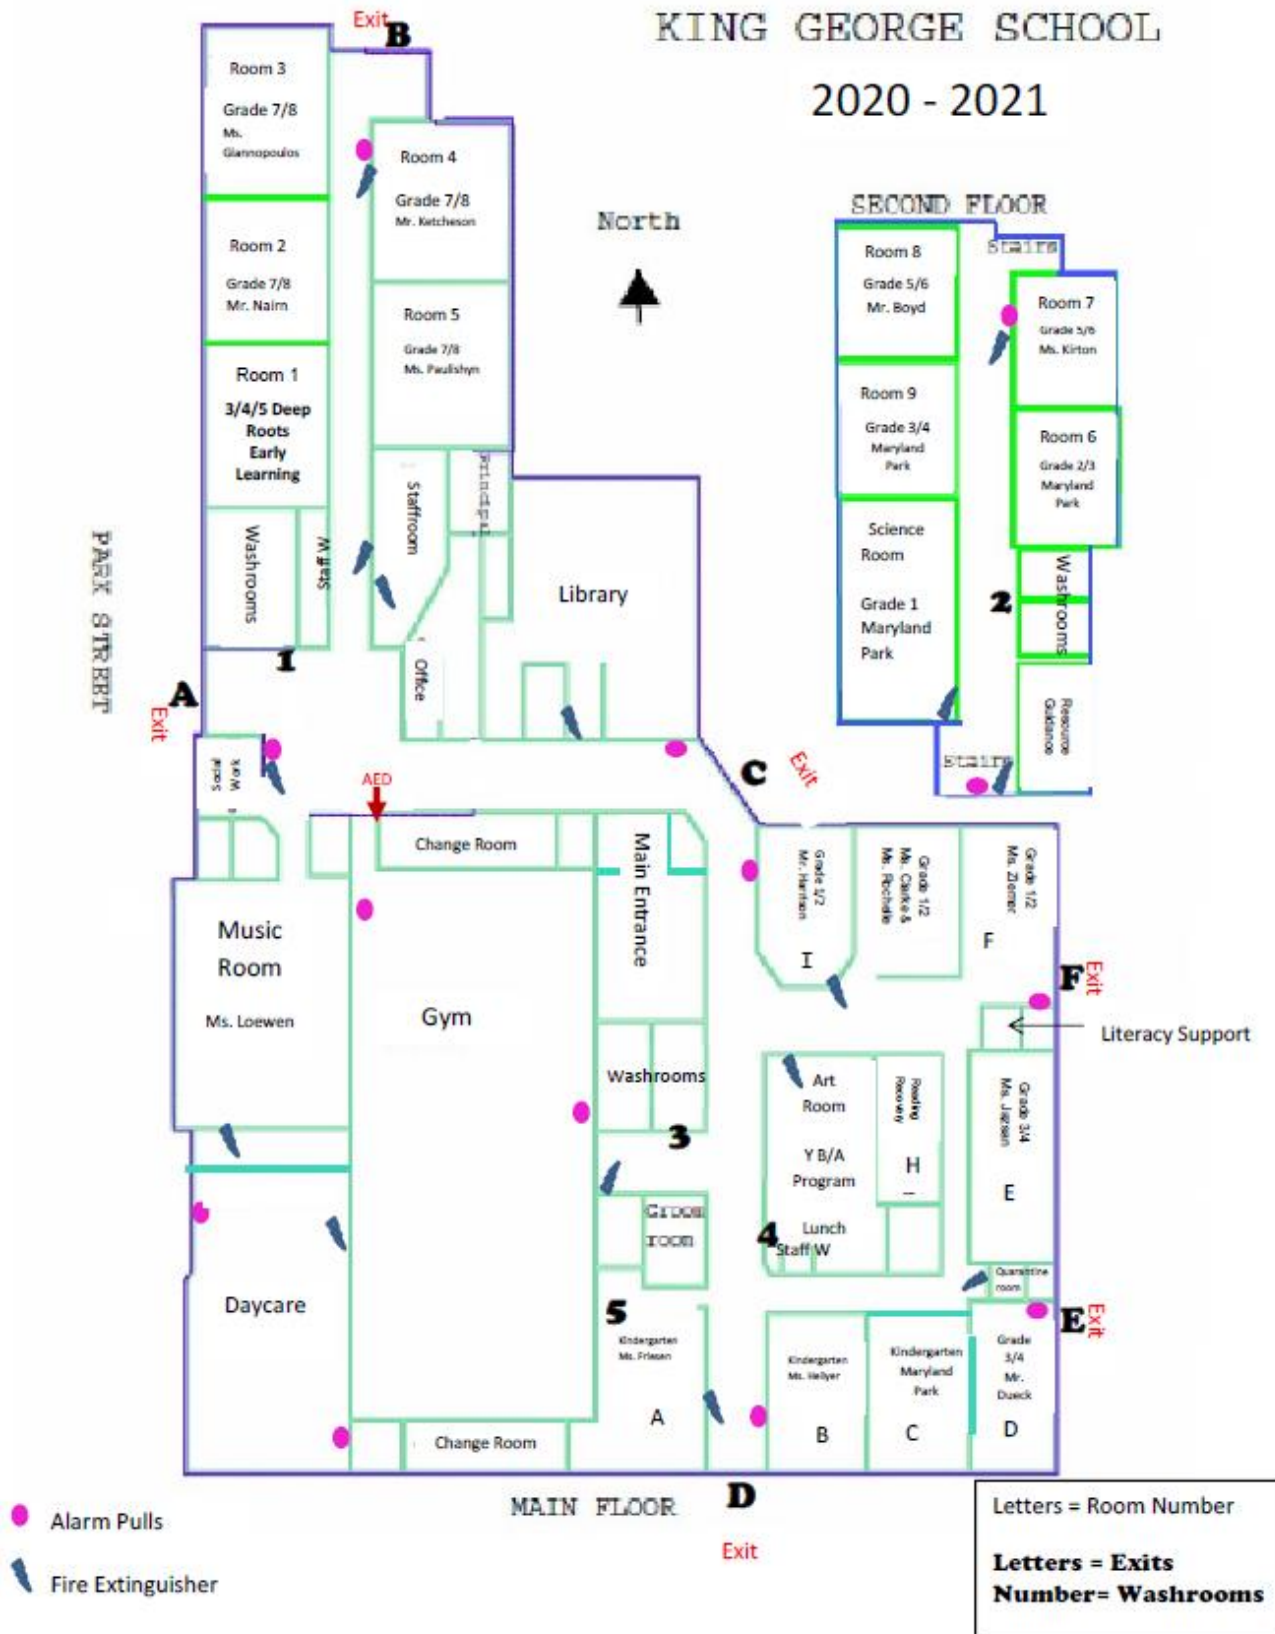 KING GEORGE SCHOOL
2020 - 2021
Exit
B
Room 3
Grade 7/8
Ms.
Giannopoulos
Room 4
Grade 7/8
Mr. Ketcheson
Room 2
Grade 7/8
Mr. Nairn
Room 5
Grade 7/8
Ms. Paulishyn
Room 1
3/4/5 Deep
Roots
Early
Learning
Washrooms
Staff W
Staffroom
Principal
Library
Office
1
PARK STREET
A
Exit
North
SECOND FLOOR
Stairs
Room 8
Grade 5/6
Mr. Boyd
Room 7
Grade 5/6
Ms. Kirton
Room 9
Grade 3/4
Maryland
Park
Room 6
Grade 2/3
Maryland
Park
Science
Room
Grade 1
Maryland
Park
2
Washrooms
Resource
Guidance
Stairs
Social
Work
AED
Change Room
Main Entrance
C
Exit
Music
Room
Ms. Loewen
Gym
Grade 1/2
Mr. Harrison
I
Grade 1/2
Ms. Clarke &
Ms. Rochelle
Grade 1/2
Ms. Ziemer
F
F
Exit
Literacy Support
Washrooms
3
Art
Room
Y B/A
Program
Lunch
4
Staff W
Reading
Recovery
H
Grade 3/4
E
Groom
room
Quarantine
room
Daycare
5
Kindergarten
Ms. Friesen
A
Kindergarten
Ms. Hellyer
B
Kindergarten
Maryland
Park
C
Grade
3/4
Mr.
Dueck
D
E
Exit
Change Room
MAIN FLOOR
D
Exit
Alarm Pulls
Fire Extinguisher
Letters = Room Number
Letters = Exits
Number= Washrooms